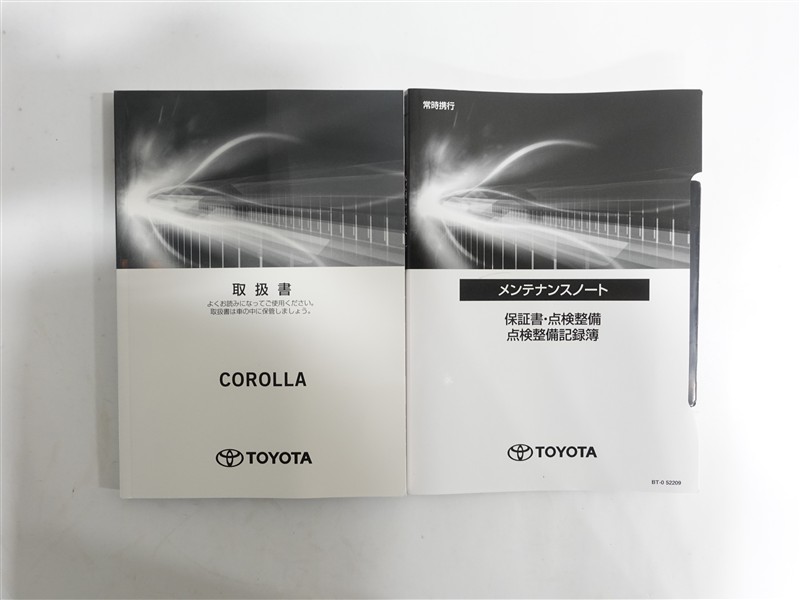 取扱書
よくお読みになってご使用ください。
取扱書は車の中に保管しましょう。
COROLLA
TOYOTA
常時携行
メンテナンスノート
保証書・点検整備
点検整備記録簿
TOYOTA
BT-0 52209